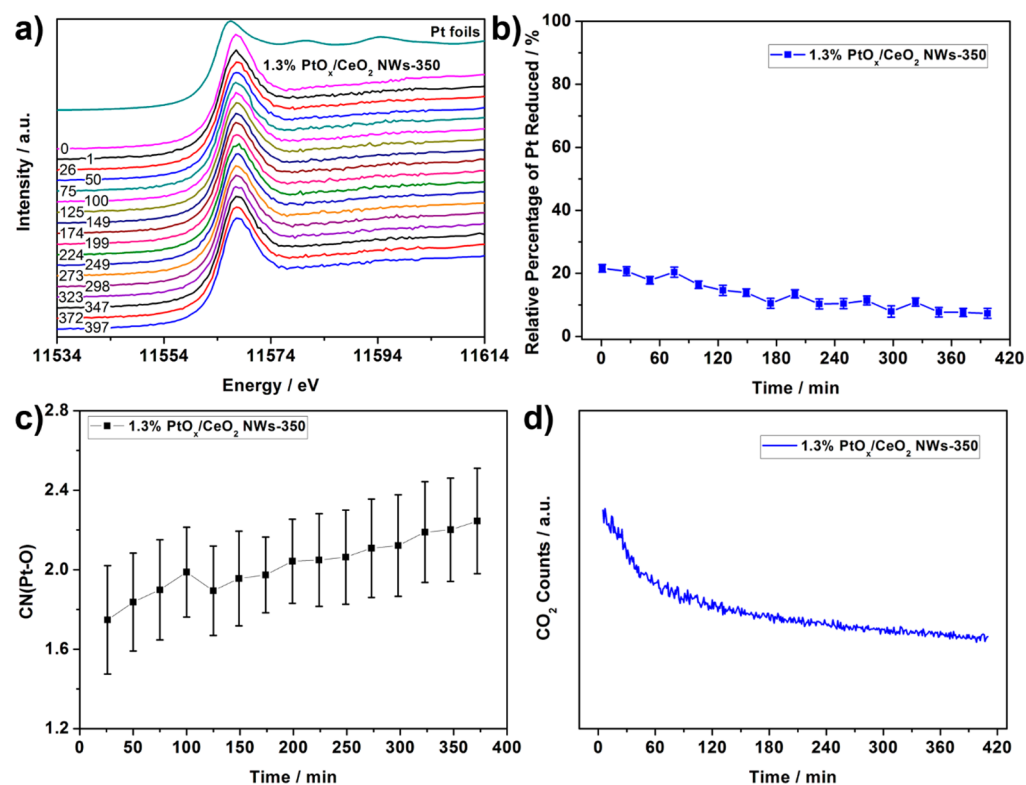 a)
Pt foils
1.3% PtOx/CeO2 NWs-350
0
1
26
50
75
100
125
149
174
199
224
249
273
298
323
347
372
397
Intensity / a.u.
11534 11554 11574 11594 11614
Energy / eV
b)
1.3% PtOx/CeO2 NWs-350
100
80
60
40
20
0
Relative Percentage of Pt Reduced / %
0 60 120 180 240 300 360 420
Time / min
c)
1.3% PtOx/CeO2 NWs-350
2.8
2.4
2.0
1.6
1.2
CN(Pt-O)
0 50 100 150 200 250 300 350 400
Time / min
d)
1.3% PtOx/CeO2 NWs-350
CO2 Counts / a.u.
0 60 120 180 240 300 360 420
Time / min